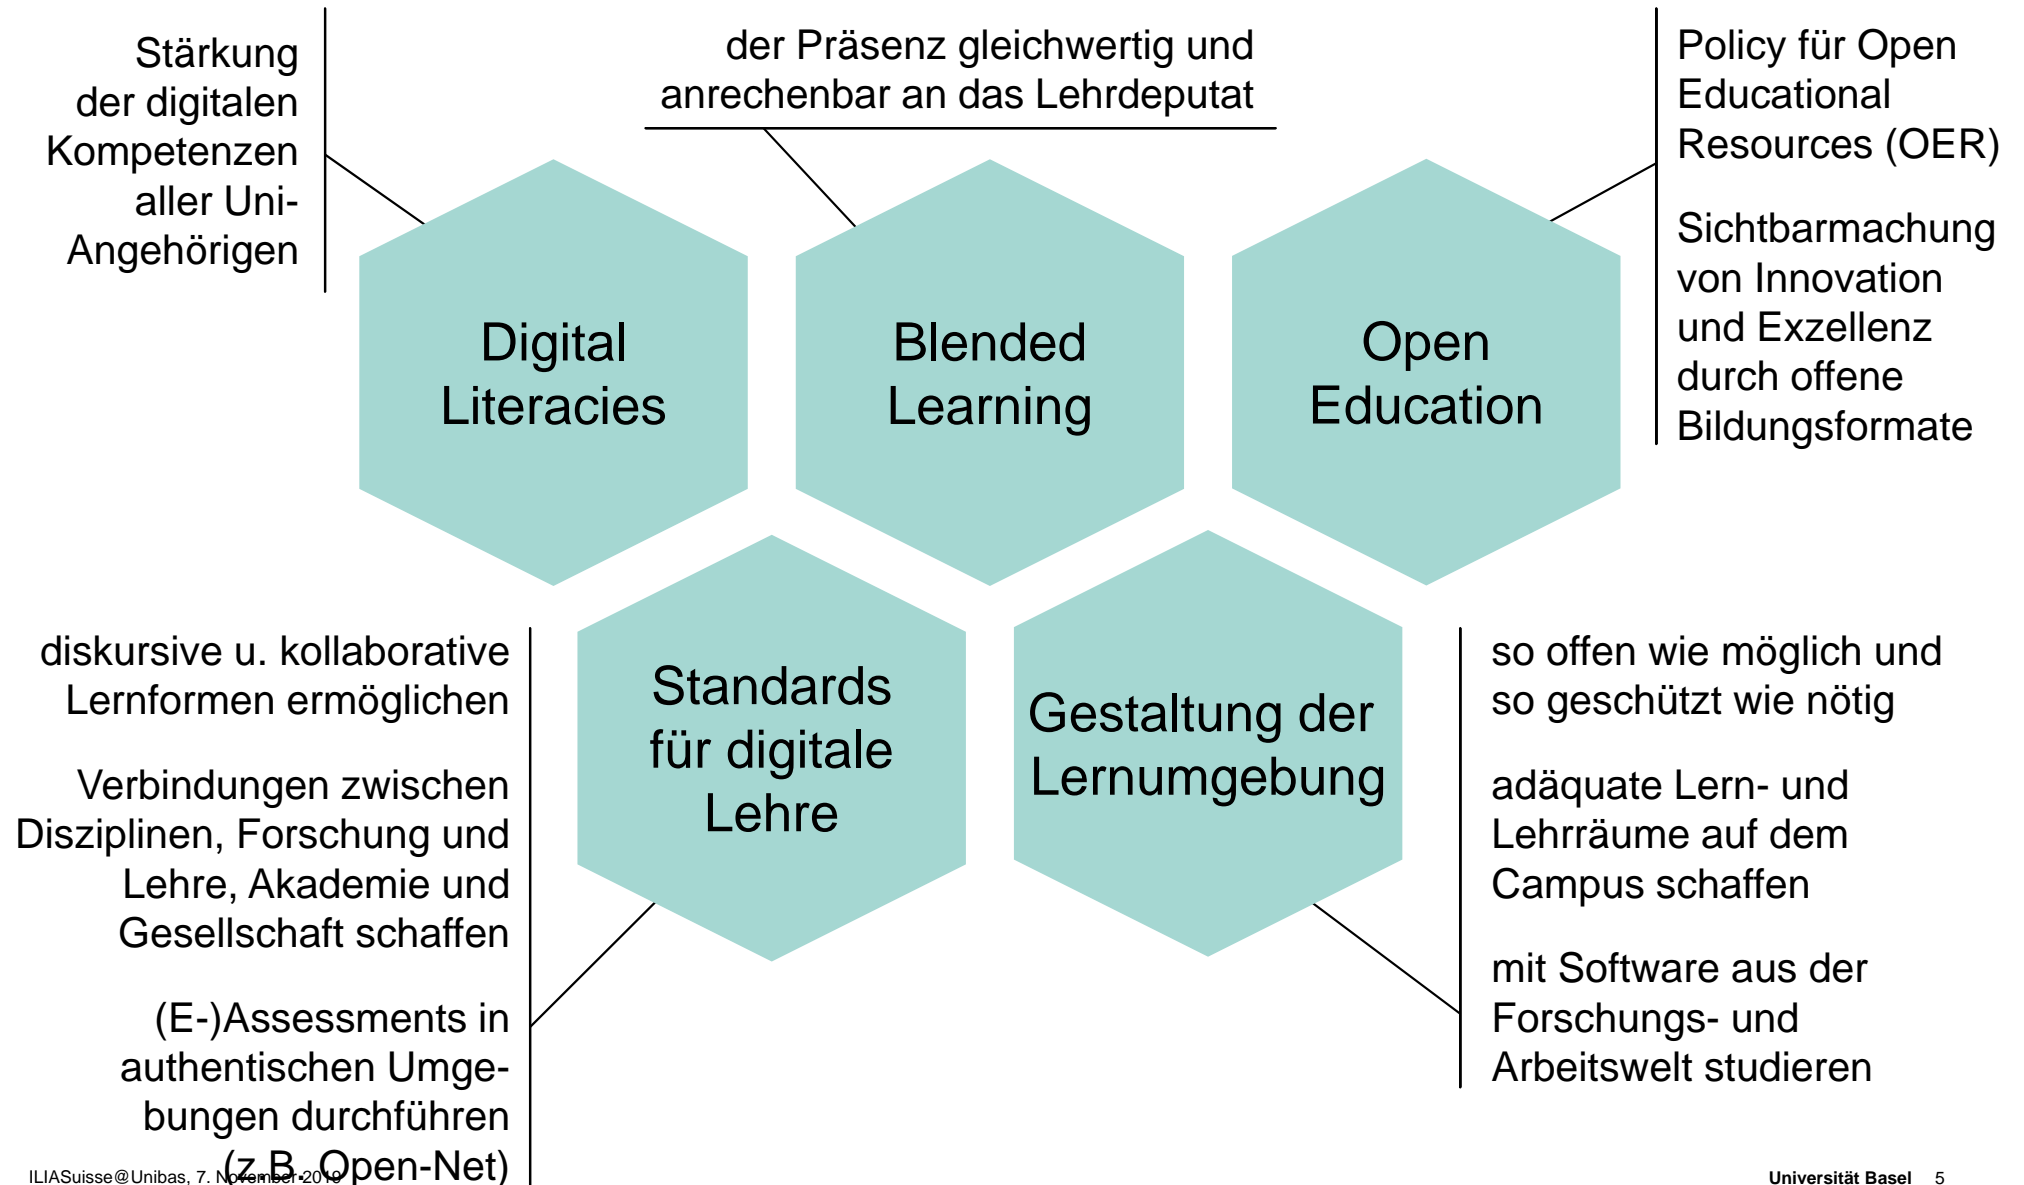 Stärkung
der digitalen
Kompetenzen
aller Uni-
Angehörigen
der Präsenz gleichwertig und
anrechenbar an das Lehrdeputat
Policy für Open
Educational
Resources (OER)
Sichtbarmachung
von Innovation
und Exzellenz
durch offene
Bildungsformate
Digital
Literacies
Blended
Learning
Open
Education
diskursive u. kollaborative
Lernformen ermöglichen
Verbindungen zwischen
Disziplinen, Forschung und
Lehre, Akademie und
Gesellschaft schaffen
(E-)Assessments in
authentischen Umge-
bungen durchführen
(z.B. Open-Net)
Standards
für digitale
Lehre
Gestaltung der
Lernumgebung
so offen wie möglich und
so geschützt wie nötig
adäquate Lern- und
Lehrräume auf dem
Campus schaffen
mit Software aus der
Forschungs- und
Arbeitswelt studieren
ILIASuisse@Unibas, 7. November 2019
Universität Basel 5